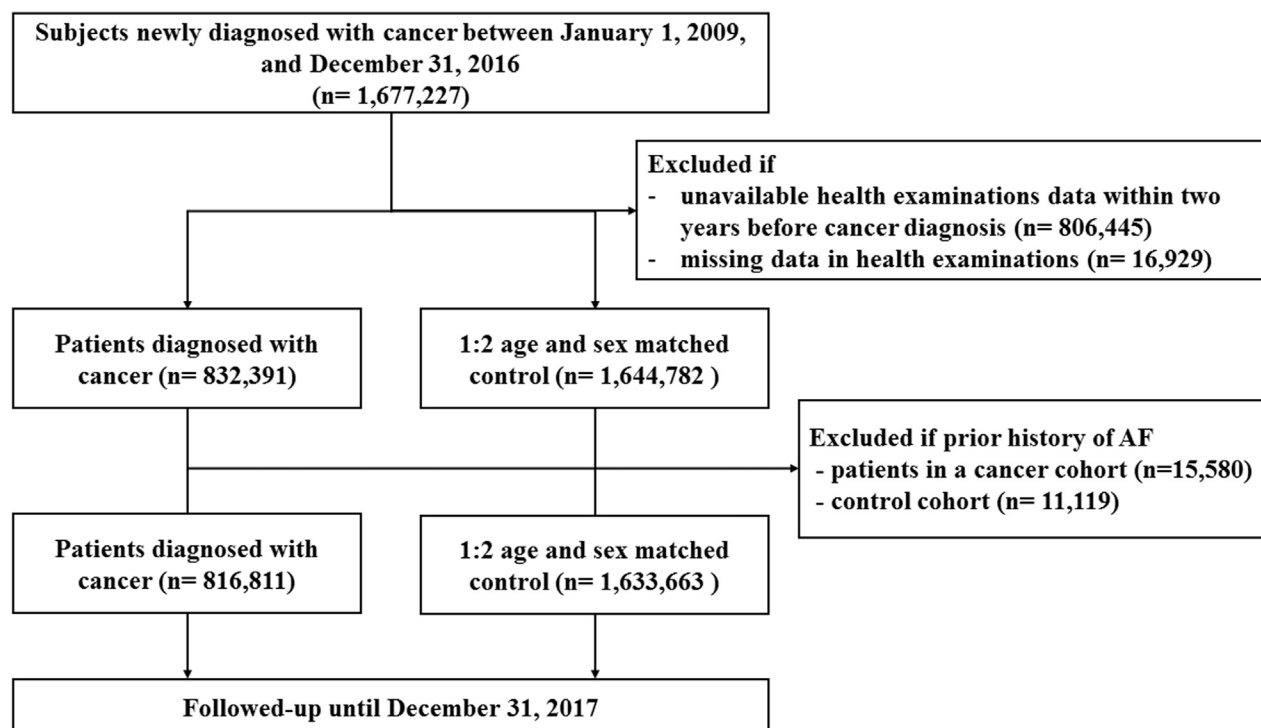 Subjects newly diagnosed with cancer between January 1, 2009,
and December 31, 2016
(n= 1,677,227)
Excluded if
- unavailable health examinations data within two
years before cancer diagnosis (n= 806,445)
- missing data in health examinations (n= 16,929)
Patients diagnosed with
cancer (n= 832,391)
1:2 age and sex matched
control (n= 1,644,782 )
Excluded if prior history of AF
- patients in a cancer cohort (n=15,580)
- control cohort (n= 11,119)
Patients diagnosed with
cancer (n= 816,811)
1:2 age and sex matched
control (n= 1,633,663 )
Followed-up until December 31, 2017